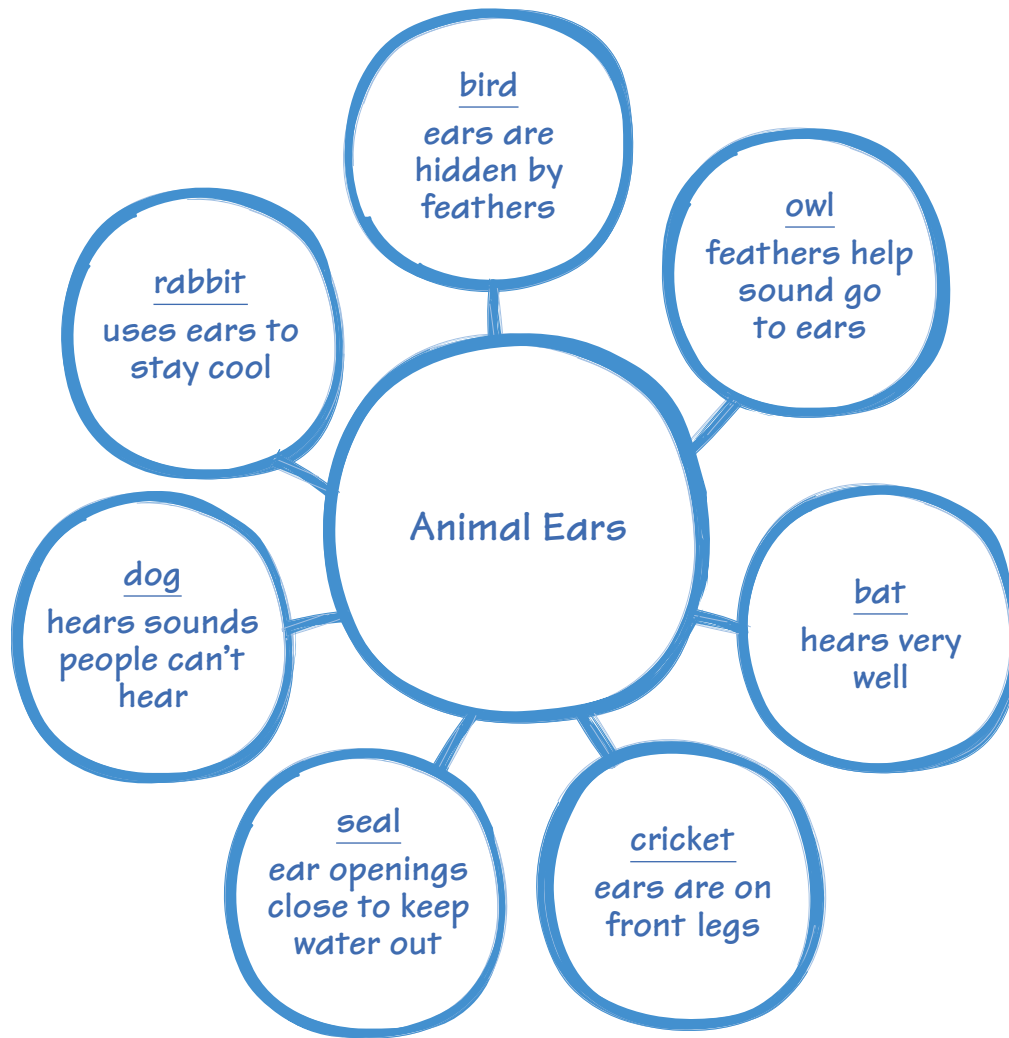 bird
ears are
hidden by
feathers
owl
feathers help
sound go
to ears
rabbit
uses ears to
stay cool
Animal Ears
dog
hears sounds
people can't
hear
bat
hears very
well
seal
ear openings
close to keep
water out
cricket
ears are on
front legs